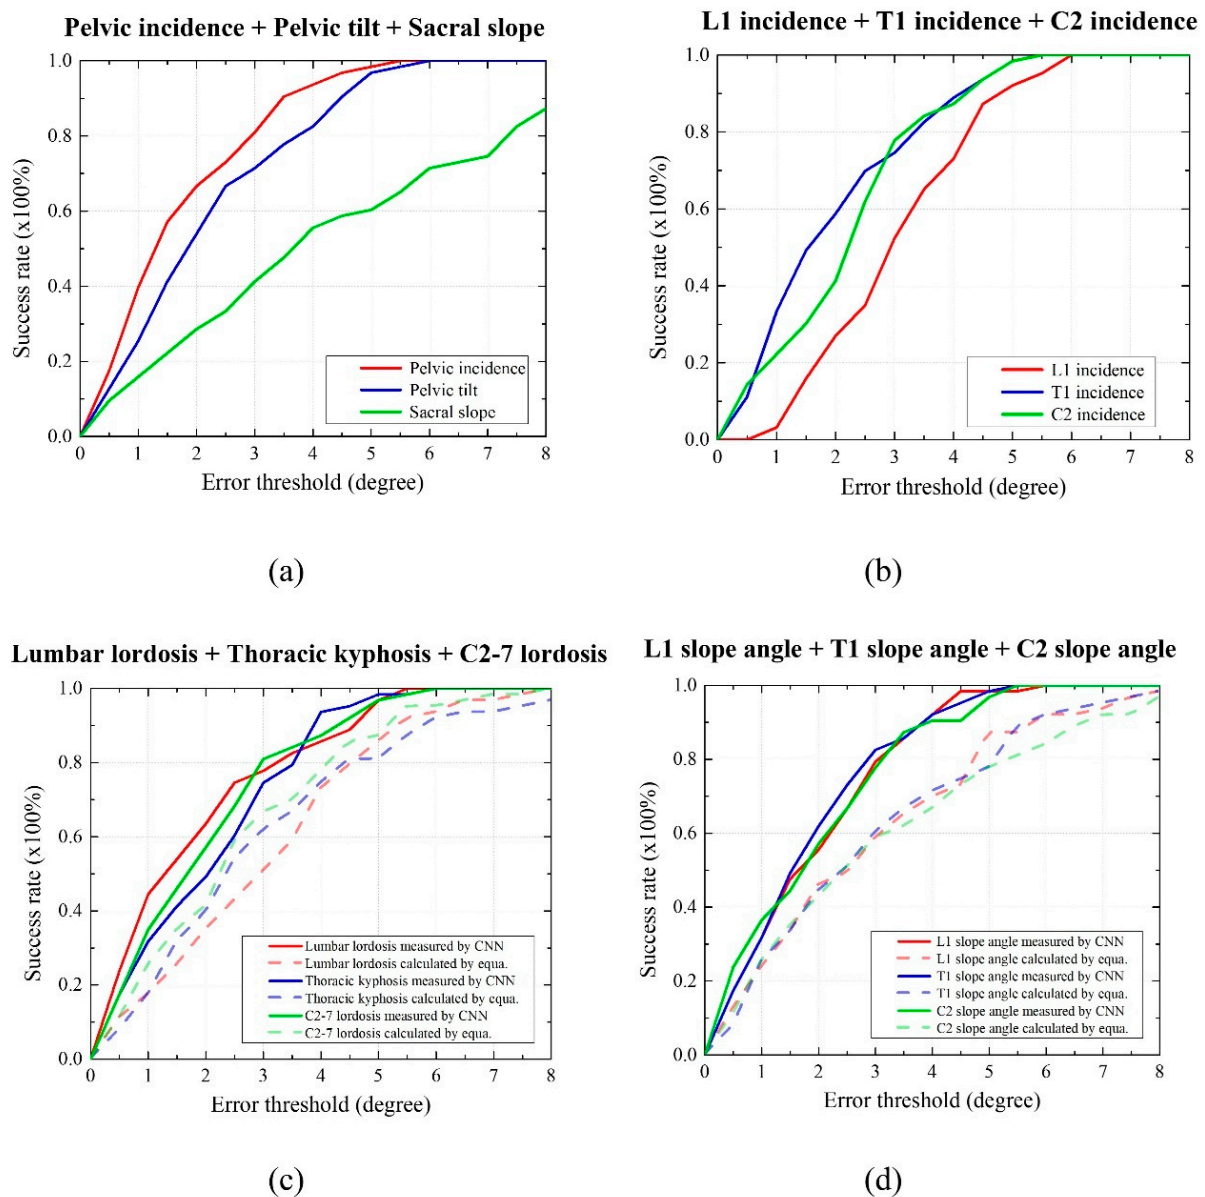 Pelvic incidence + Pelvic tilt + Sacral slope
1.0
0.8
0.6
0.4
0.2
0.0
Success rate (x100%)
Pelvic incidence
Pelvic tilt
Sacral slope
0 1 2 3 4 5 6 7 8
Error threshold (degree)
(a)
L1 incidence + T1 incidence + C2 incidence
1.0
0.8
0.6
0.4
0.2
0.0
Success rate (x100%)
L1 incidence
T1 incidence
C2 incidence
0 1 2 3 4 5 6 7 8
Error threshold (degree)
(b)
Lumbar lordosis + Thoracic kyphosis + C2-7 lordosis
1.0
0.8
0.6
0.4
0.2
0.0
Success rate (x100%)
Lumbar lordosis measured by CNN
Lumbar lordosis calculated by equa.
Thoracic kyphosis measured by CNN
Thoracic kyphosis calculated by equa.
C2-7 lordosis measured by CNN
C2-7 lordosis calculated by equa.
0 1 2 3 4 5 6 7 8
Error threshold (degree)
(c)
L1 slope angle + T1 slope angle + C2 slope angle
1.0
0.8
0.6
0.4
0.2
0.0
Success rate (x100%)
L1 slope angle measured by CNN
L1 slope angle calculated by equa.
T1 slope angle measured by CNN
T1 slope angle calculated by equa.
C2 slope angle measured by CNN
C2 slope angle calculated by equa.
0 1 2 3 4 5 6 7 8
Error threshold (degree)
(d)